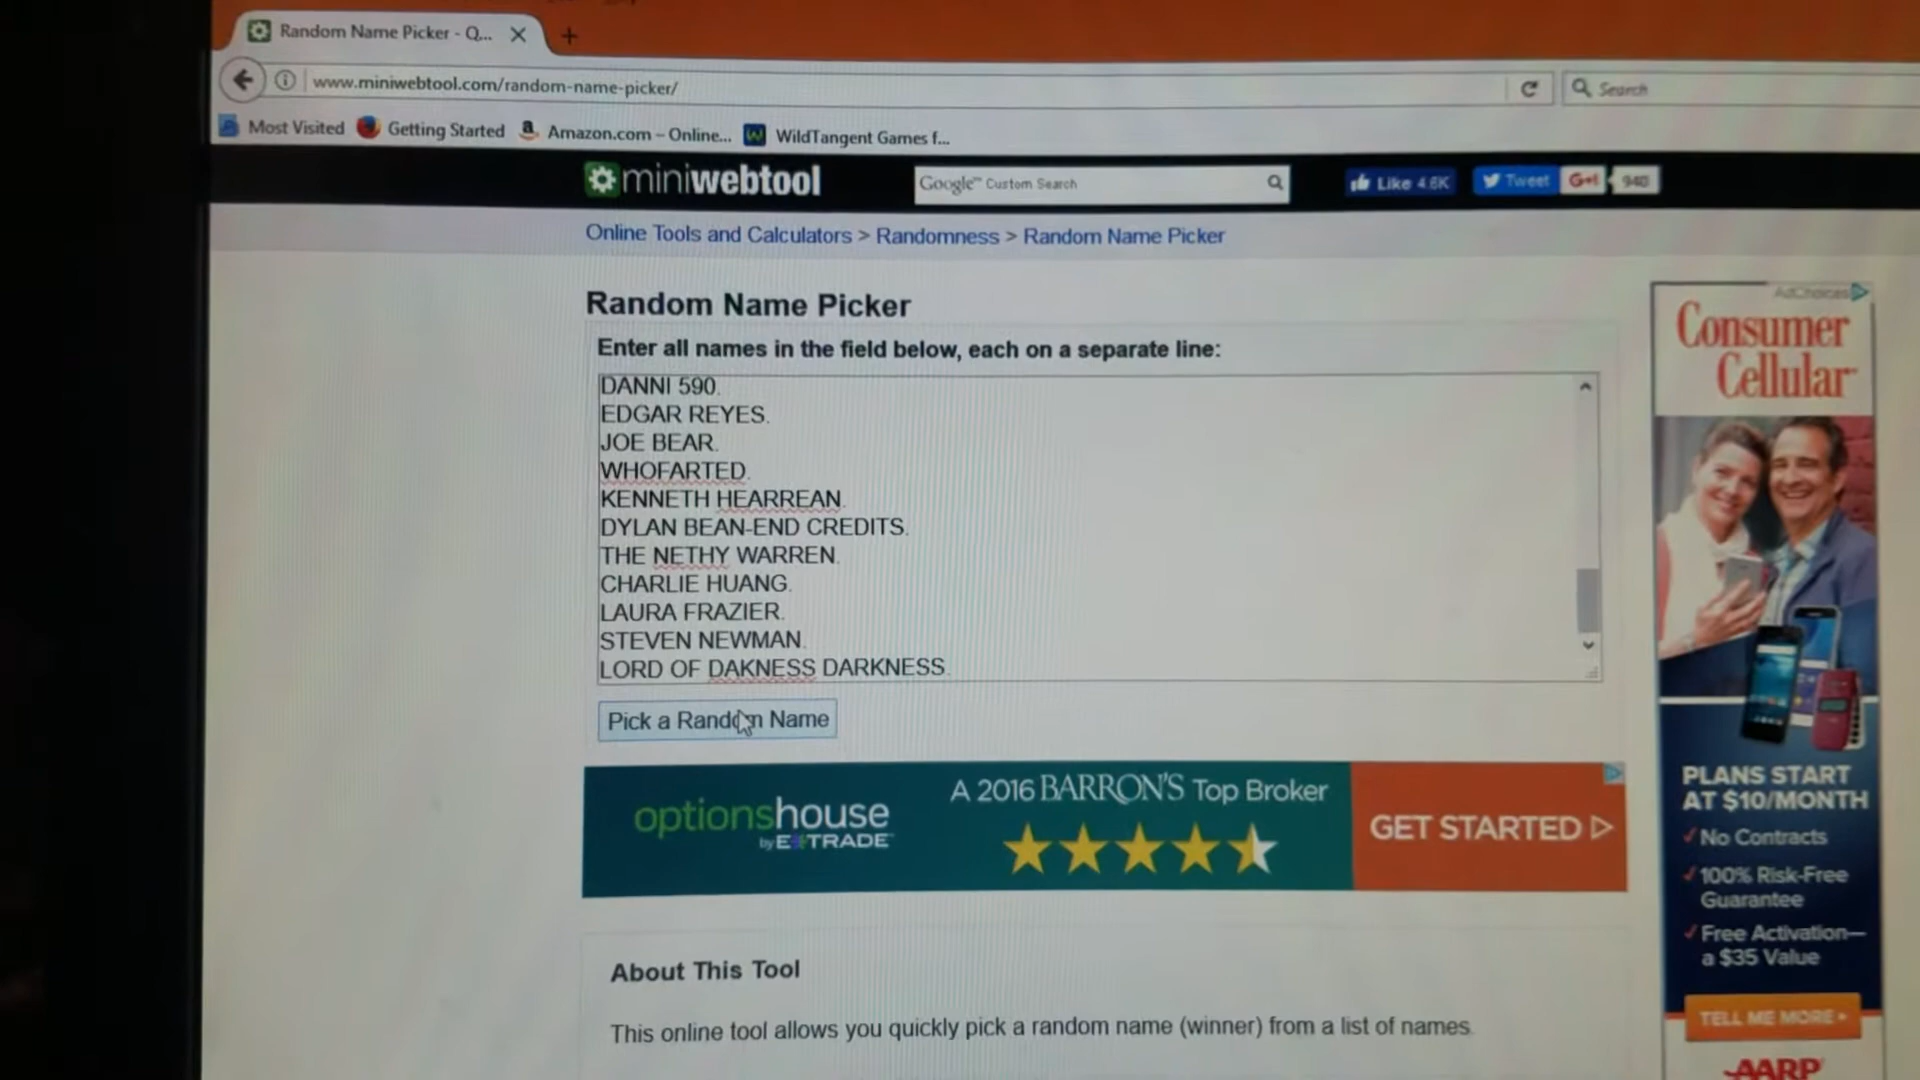 Random Name Picker - Q...
www.miniwebtool.com/random-name-picker/
Search
Most Visited Getting Started Amazon.com – Online... WildTangent Games f...
miniwebtool
Google™ Custom Search
Like 4.6K
Tweet
G+1
940
Online Tools and Calculators > Randomness > Random Name Picker
Random Name Picker
Enter all names in the field below, each on a separate line:
DANNI 590.
EDGAR REYES.
JOE BEAR.
WHOFARTED.
KENNETH HEARREAN.
DYLAN BEAN-END CREDITS.
THE NETHY WARREN.
CHARLIE HUANG.
LAURA FRAZIER.
STEVEN NEWMAN.
LORD OF DAKNESS DARKNESS.
Pick a Random Name
optionshouse
by E*TRADE
A 2016 BARRON'S Top Broker
GET STARTED
About This Tool
This online tool allows you quickly pick a random name (winner) from a list of names.
AdChoices
Consumer
Cellular
PLANS START
AT $10/MONTH
No Contracts
100% Risk-Free
Guarantee
Free Activation—
a $35 Value
TELL ME MORE
AARP